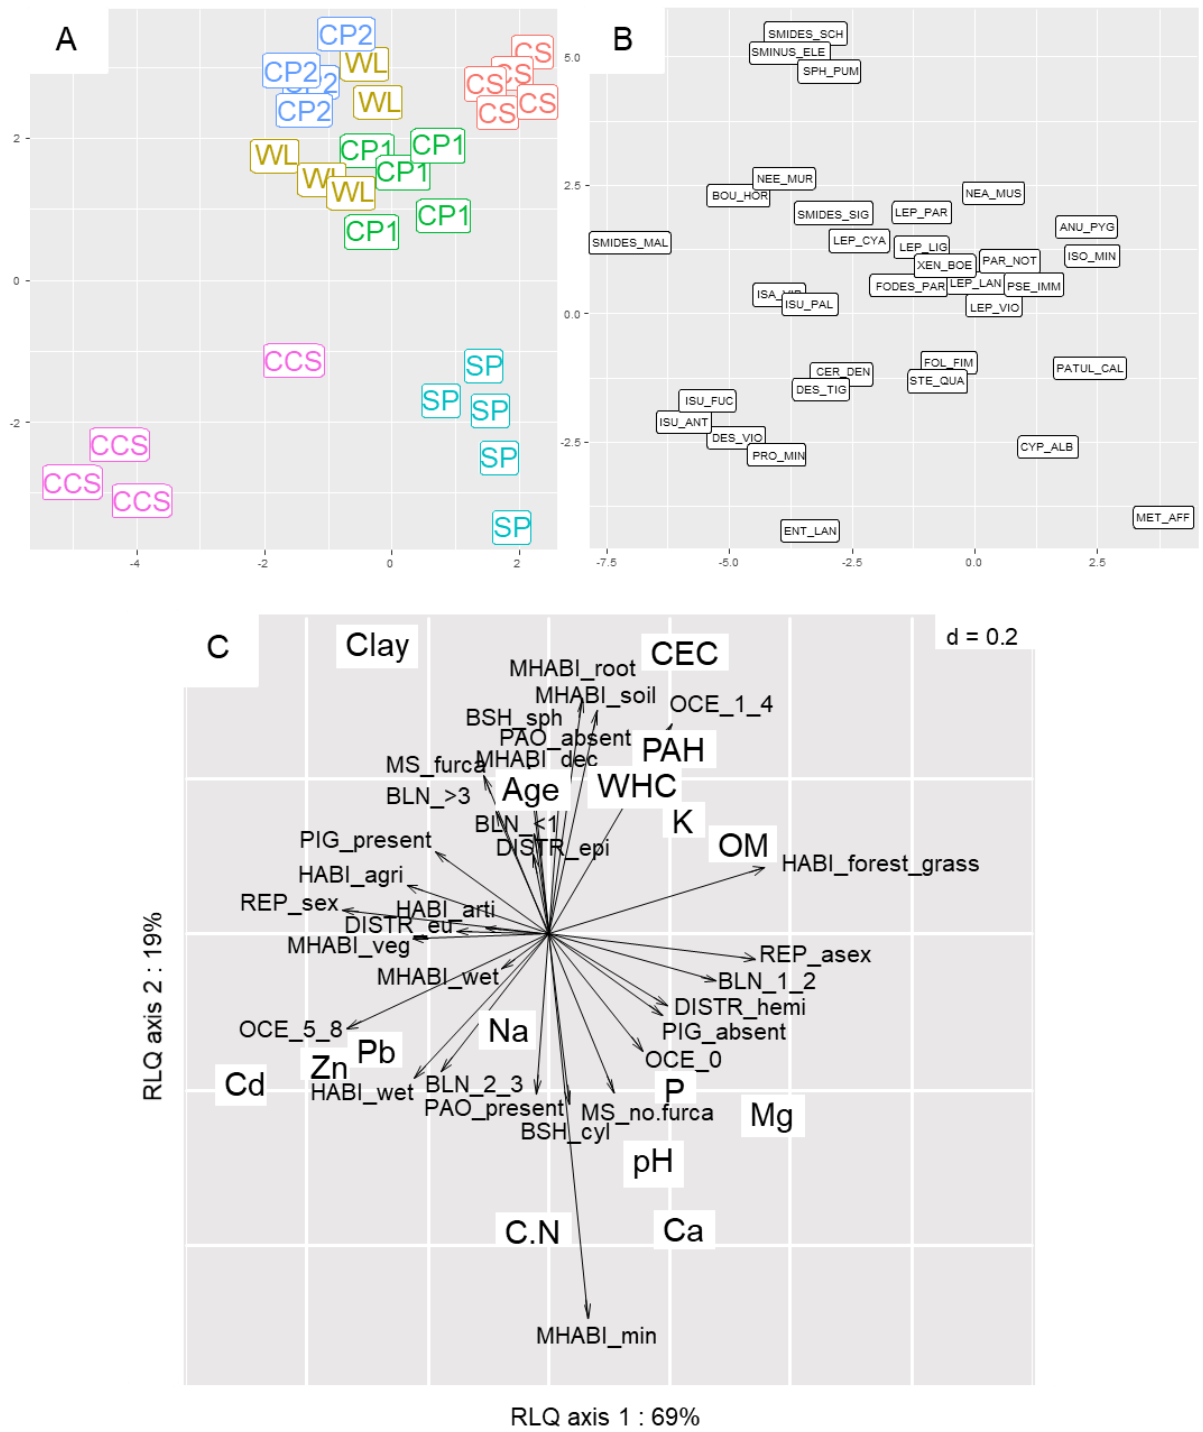 A
CP2
CP2
CP2
CP2
WL
WL
WL
WL
WL
CS
CS
CS
CS
CS
CP1
CP1
CP1
CP1
CP1
CCS
CCS
CCS
CCS
SP
SP
SP
SP
SP
2
0
-2
-4
-2
0
2
B
SMIDES_SCH
SMINUS_ELE
SPH_PUM
NEE_MUR
BOU_HOR
NEA_MUS
SMIDES_SIG
LEP_PAR
ANU_PYG
SMIDES_MAL
LEP_CYA
LEP_LIG
ISO_MIN
XEN_BOE
PAR_NOT
FODES_PAR
LEP_LAN
PSE_IMM
ISU_PAL
LEP_VIO
FOL_FIM
CER_DEN
PATUL_CAL
STE_QUA
DES_TIG
ISU_FUC
ISU_ANT
DES_VIO
CYP_ALB
PRO_MIN
MET_AFF
ENT_LAN
5.0
2.5
0.0
-2.5
-7.5
-5.0
-2.5
0.0
2.5
C
d = 0.2
Clay
CEC
MHABI_root
MHABI_soil
OCE_1_4
BSH_sph
PAO_absent
PAH
MHABI_dec
MS_furca
Age
WHC
BLN_>3
K
BLN_<1
PIG_present
DISTR_epi
OM
HABI_forest_grass
HABI_agri
REP_sex
HABI_arti
DISTR_eu
MHABI_veg
REP_asex
MHABI_wet
BLN_1_2
DISTR_hemi
OCE_5_8
Na
PIG_absent
Pb
OCE_0
Zn
Cd
HABI_wet
BLN_2_3
P
PAO_present
MS_no.furca
Mg
BSH_cyl
pH
C.N
Ca
MHABI_min
RLQ axis 2 : 19%
RLQ axis 1 : 69%